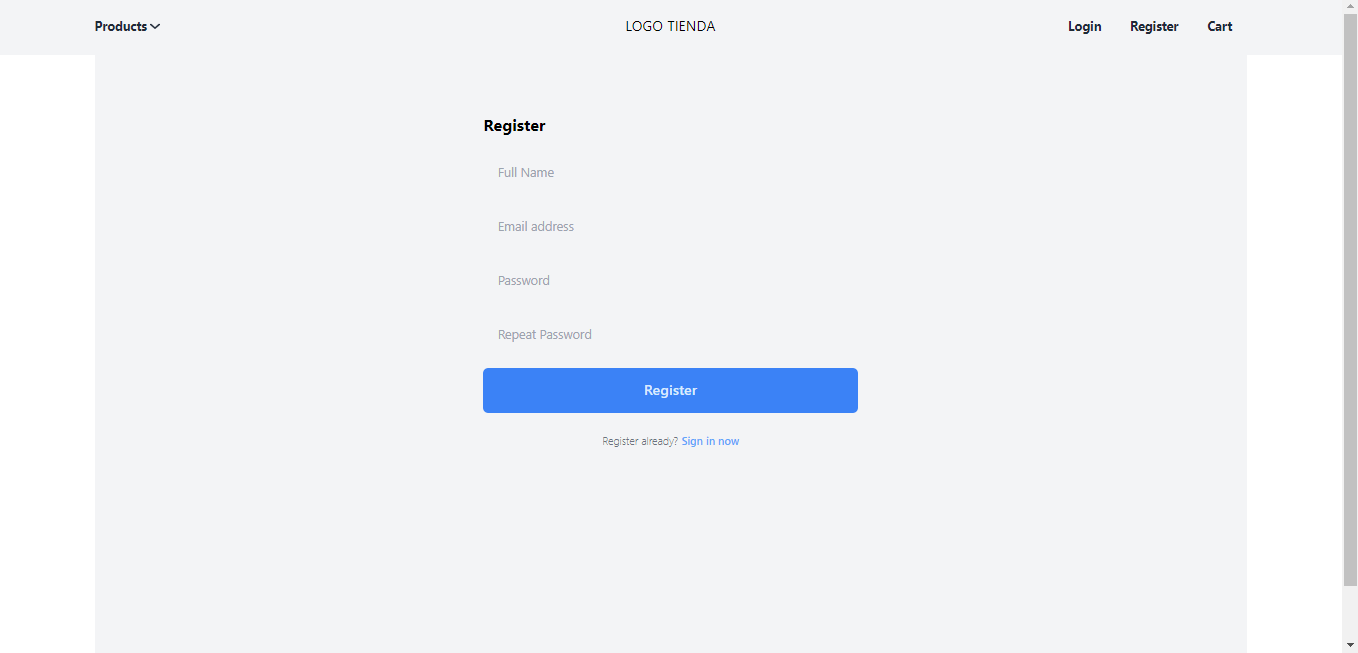 Products LOGO TIENDA Login Register Cart
Register
Full Name
Email address
Password
Repeat Password
Register
Register already? Sign in now